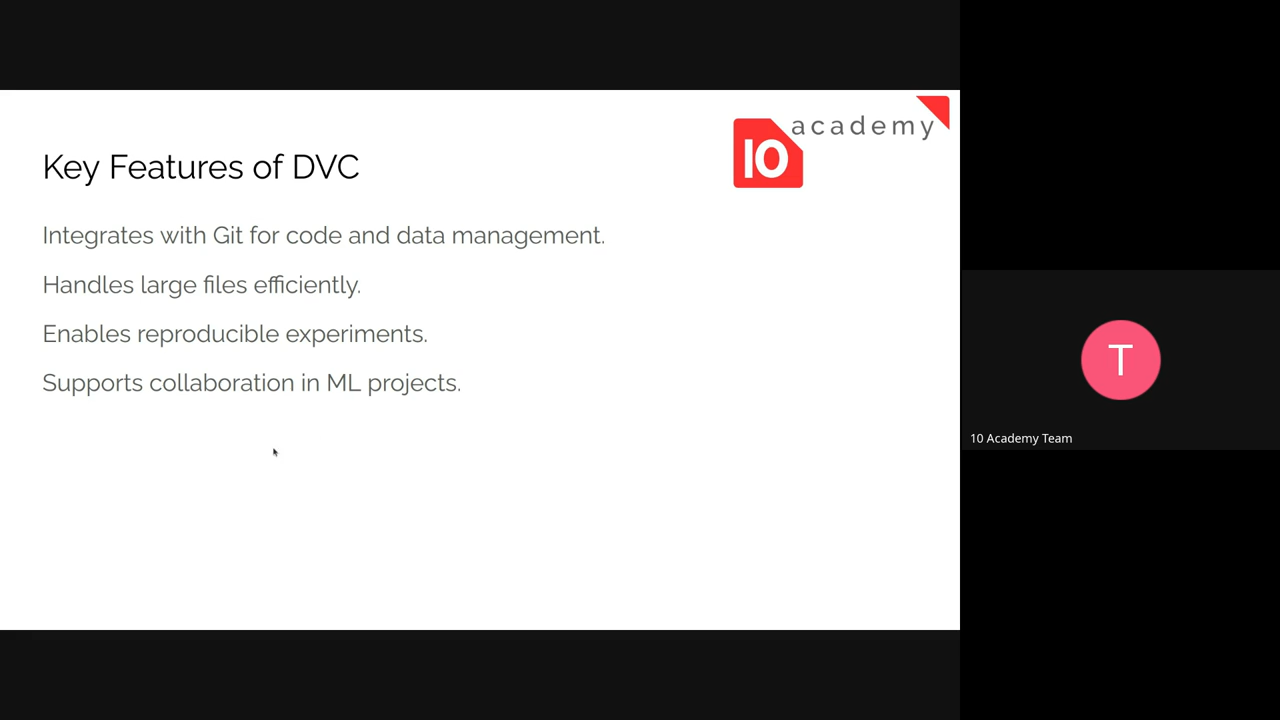 10 academy
Key Features of DVC
Integrates with Git for code and data management.
Handles large files efficiently.
Enables reproducible experiments.
Supports collaboration in ML projects.
T
10 Academy Team